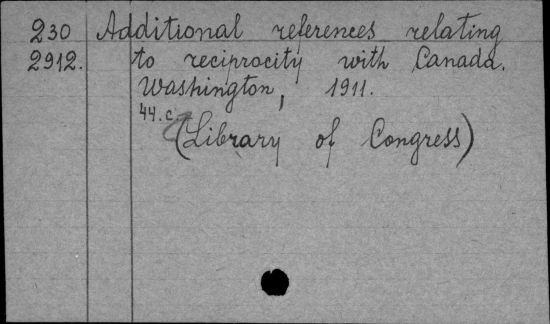 230 Additional references relating
2912. to reciprocity with Canada.
Washington, 1911.
44. c.
(Library of Congress)